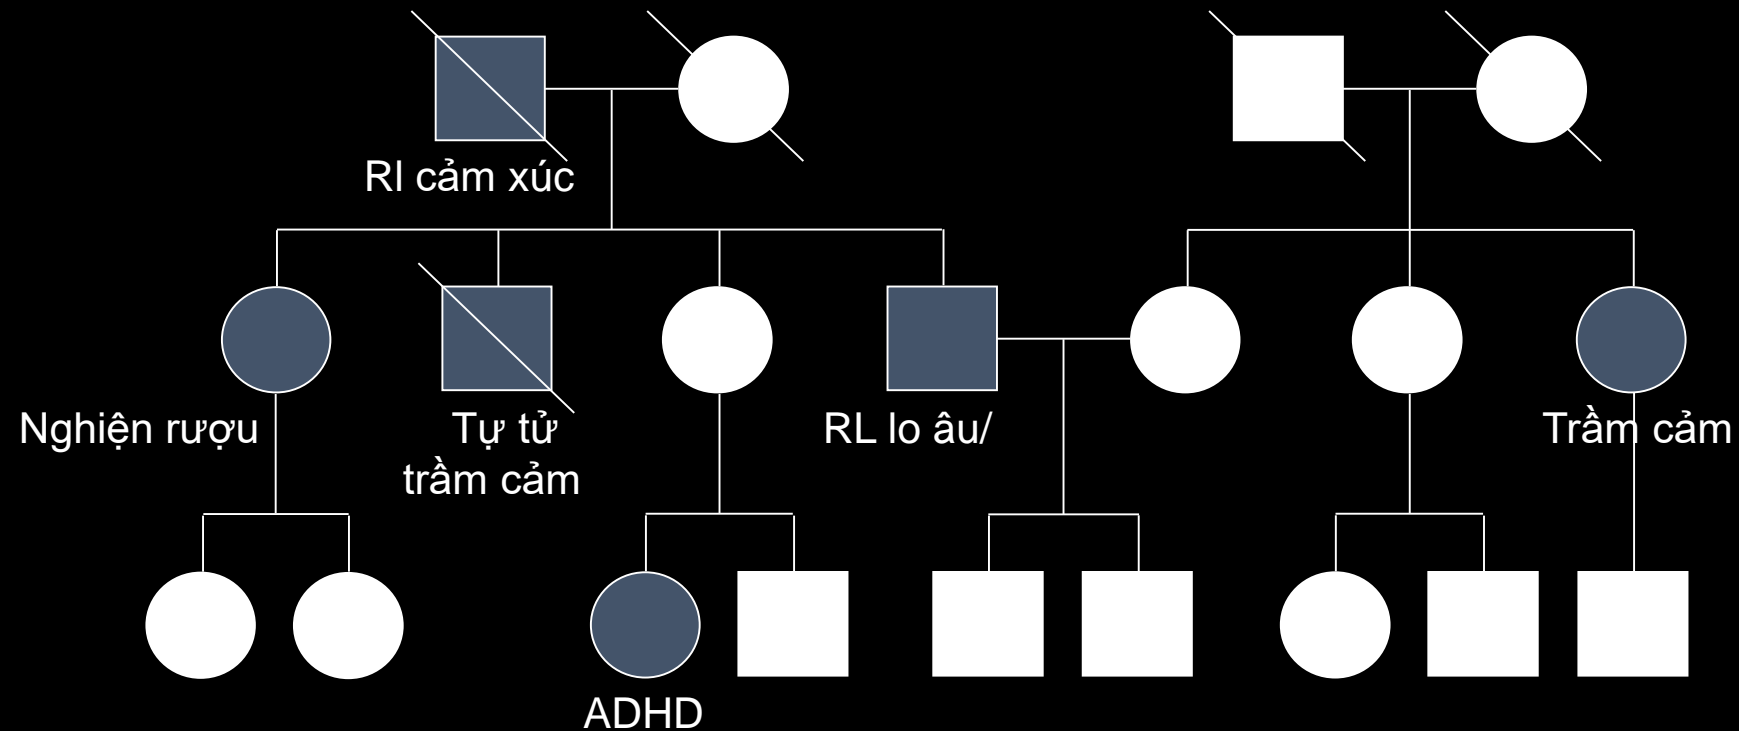 Rl cảm xúc
Nghiện rượu
Tự tử
trầm cảm
RL lo âu/
Trầm cảm
ADHD